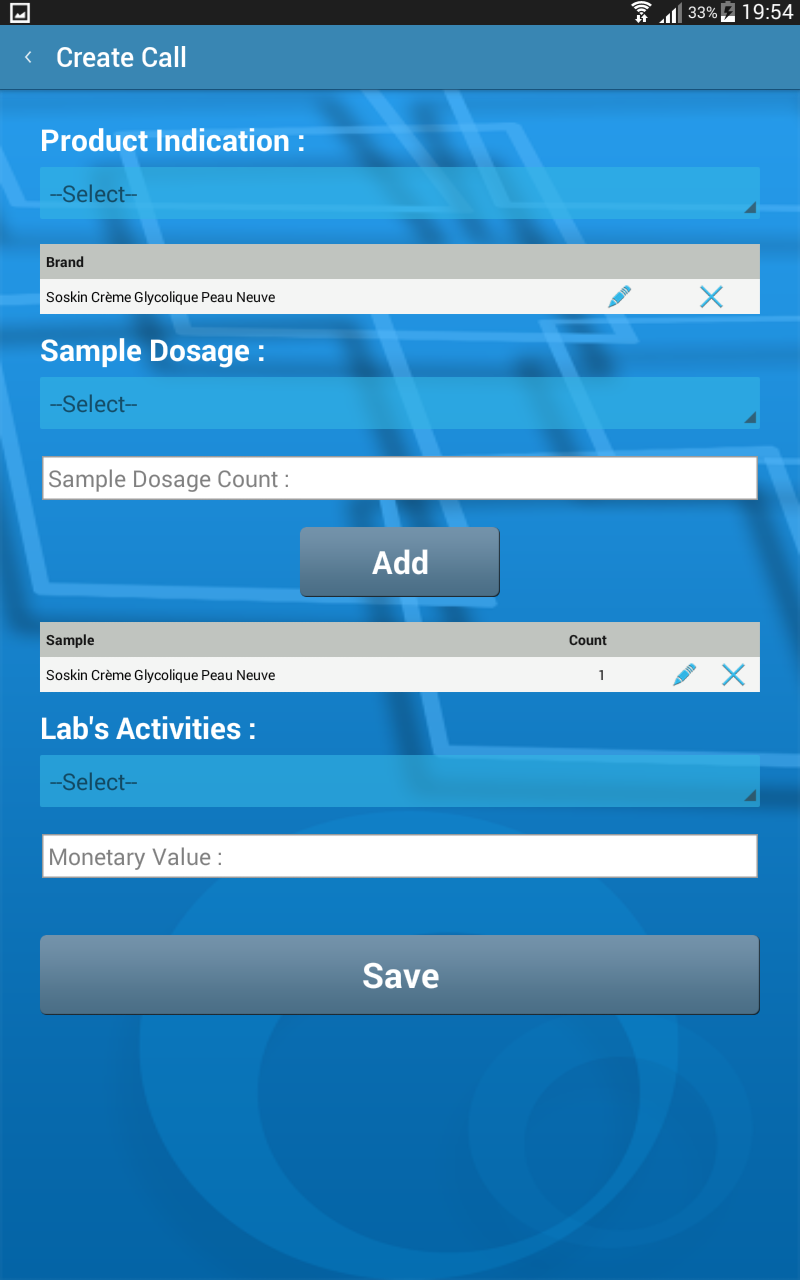 33% 19:54
Create Call
Product Indication :
--Select--
Brand
Soskin Crème Glycolique Peau Neuve
Sample Dosage :
--Select--
Sample Dosage Count :
Add
Sample Count
Soskin Crème Glycolique Peau Neuve 1
Lab's Activities :
--Select--
Monetary Value :
Save